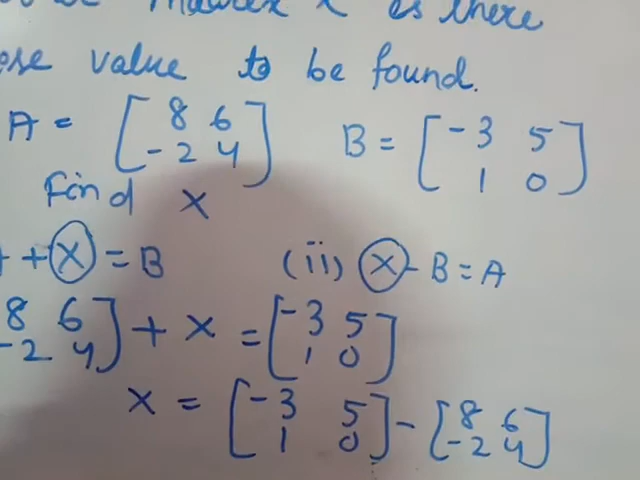 Matrix X is there
value to be found.
A = [ 8 6 -2 4 ] B = [ -3 5 1 0 ]
Find X
+ X = B (ii) X - B = A
8 6 -2 4 ] + X = [ -3 5 1 0 ]
X = [ -3 5 1 0 ] - [ 8 6 -2 4 ]